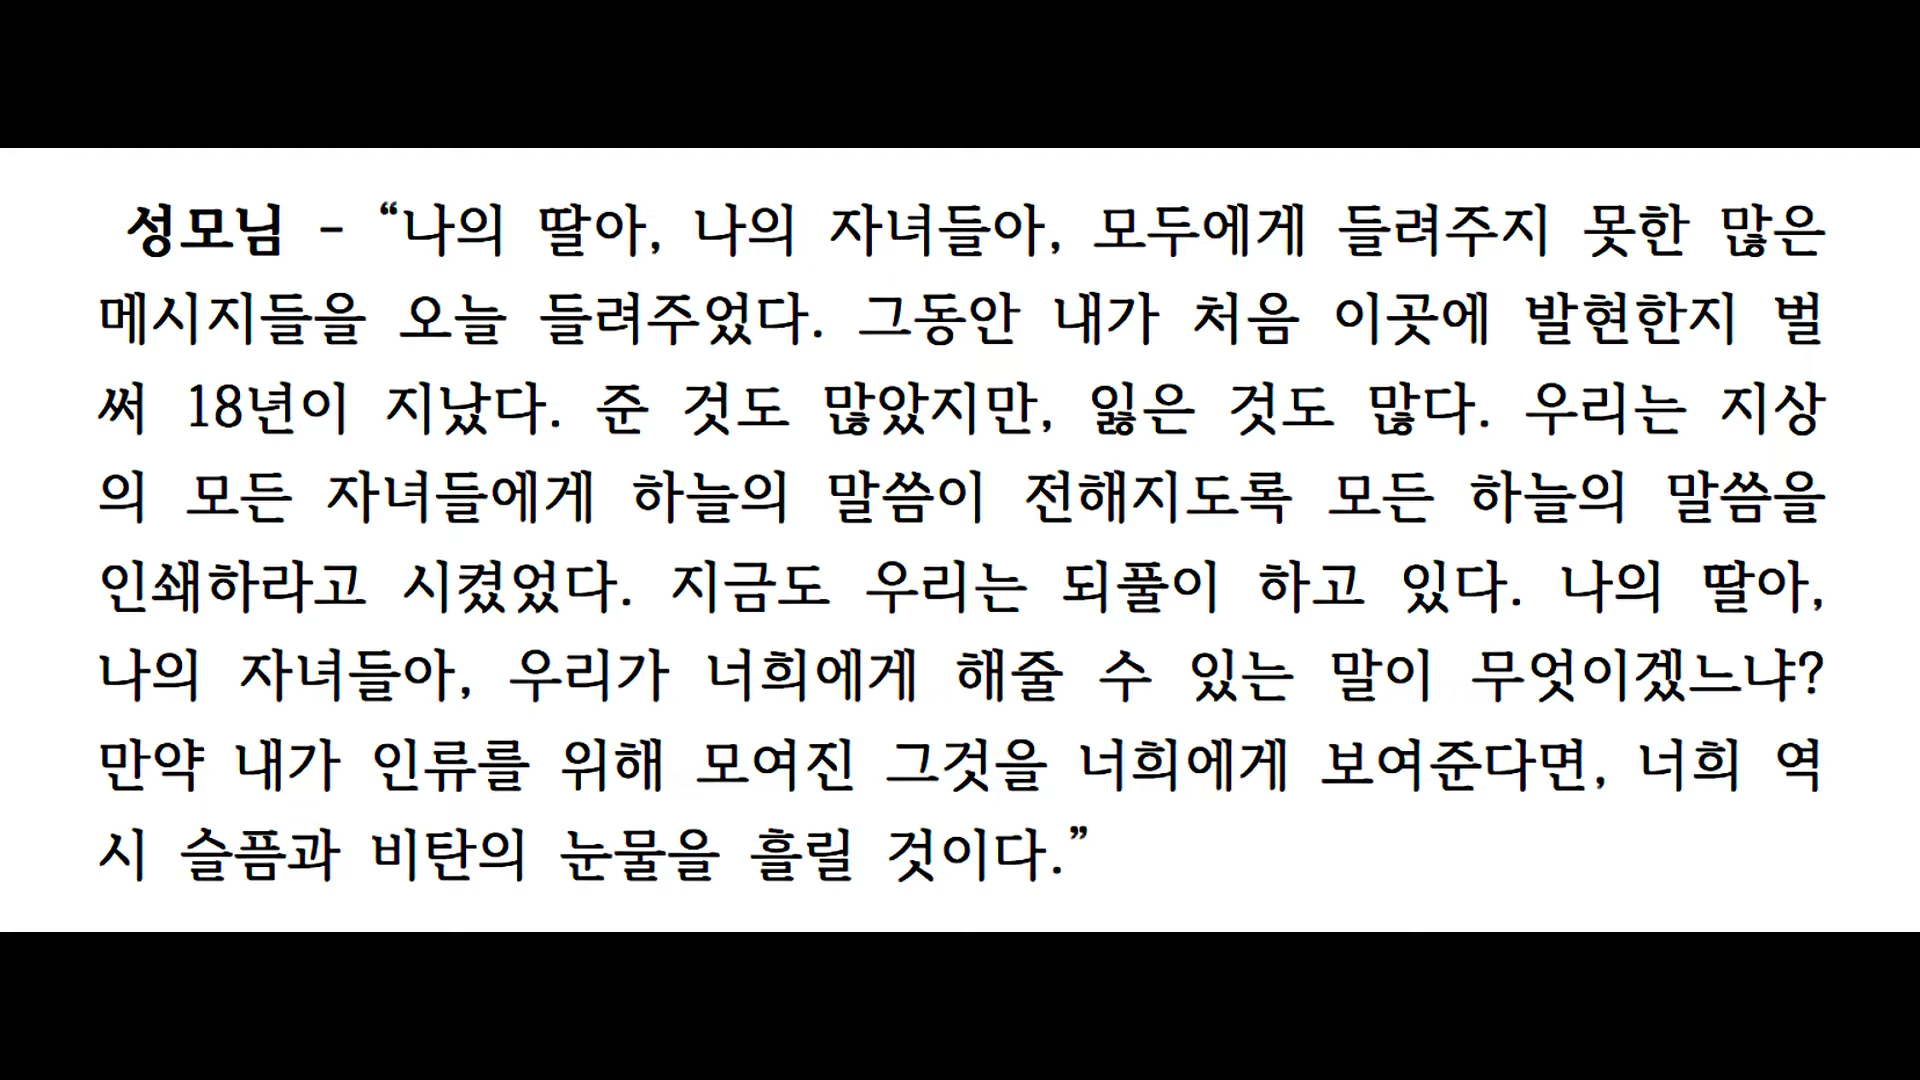 성모님 - “나의 딸아, 나의 자녀들아, 모두에게 들려주지 못한 많은
메시지들을 오늘 들려주었다. 그동안 내가 처음 이곳에 발현한지 벌
써 18년이 지났다. 준 것도 많았지만, 잃은 것도 많다. 우리는 지상
의 모든 자녀들에게 하늘의 말씀이 전해지도록 모든 하늘의 말씀을
인쇄하라고 시켰었다. 지금도 우리는 되풀이 하고 있다. 나의 딸아,
나의 자녀들아, 우리가 너희에게 해줄 수 있는 말이 무엇이겠느냐?
만약 내가 인류를 위해 모여진 그것을 너희에게 보여준다면, 너희 역
시 슬픔과 비탄의 눈물을 흘릴 것이다.”